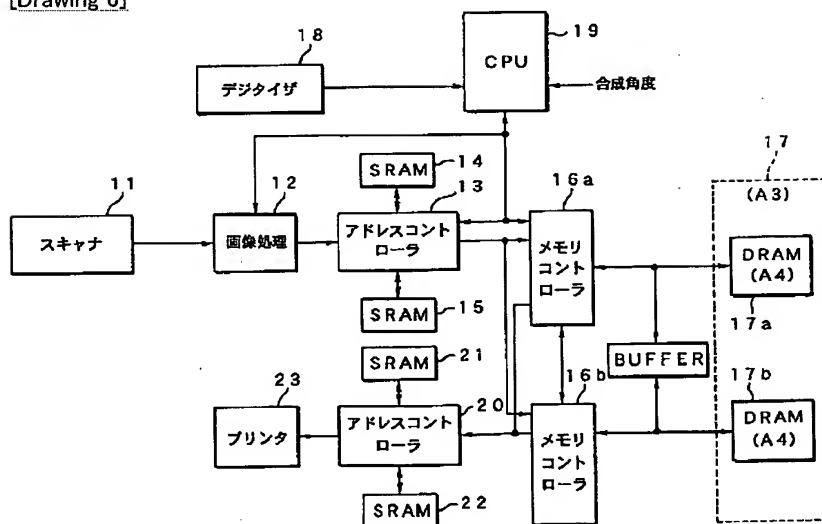 [Drawing 6]
19
18
CPU
デジタイザ
合成角度
17
14
SRAM
13
16a
(A3)
11
12
スキャナ
画像処理
アドレスコント
ローラ
メモリ
コント
ローラ
DRAM
(A4)
17a
SRAM
15
BUFFER
SRAM
21
16b
17b
23
20
プリンタ
アドレスコント
ローラ
メモリ
コント
ローラ
DRAM
(A4)
SRAM
22